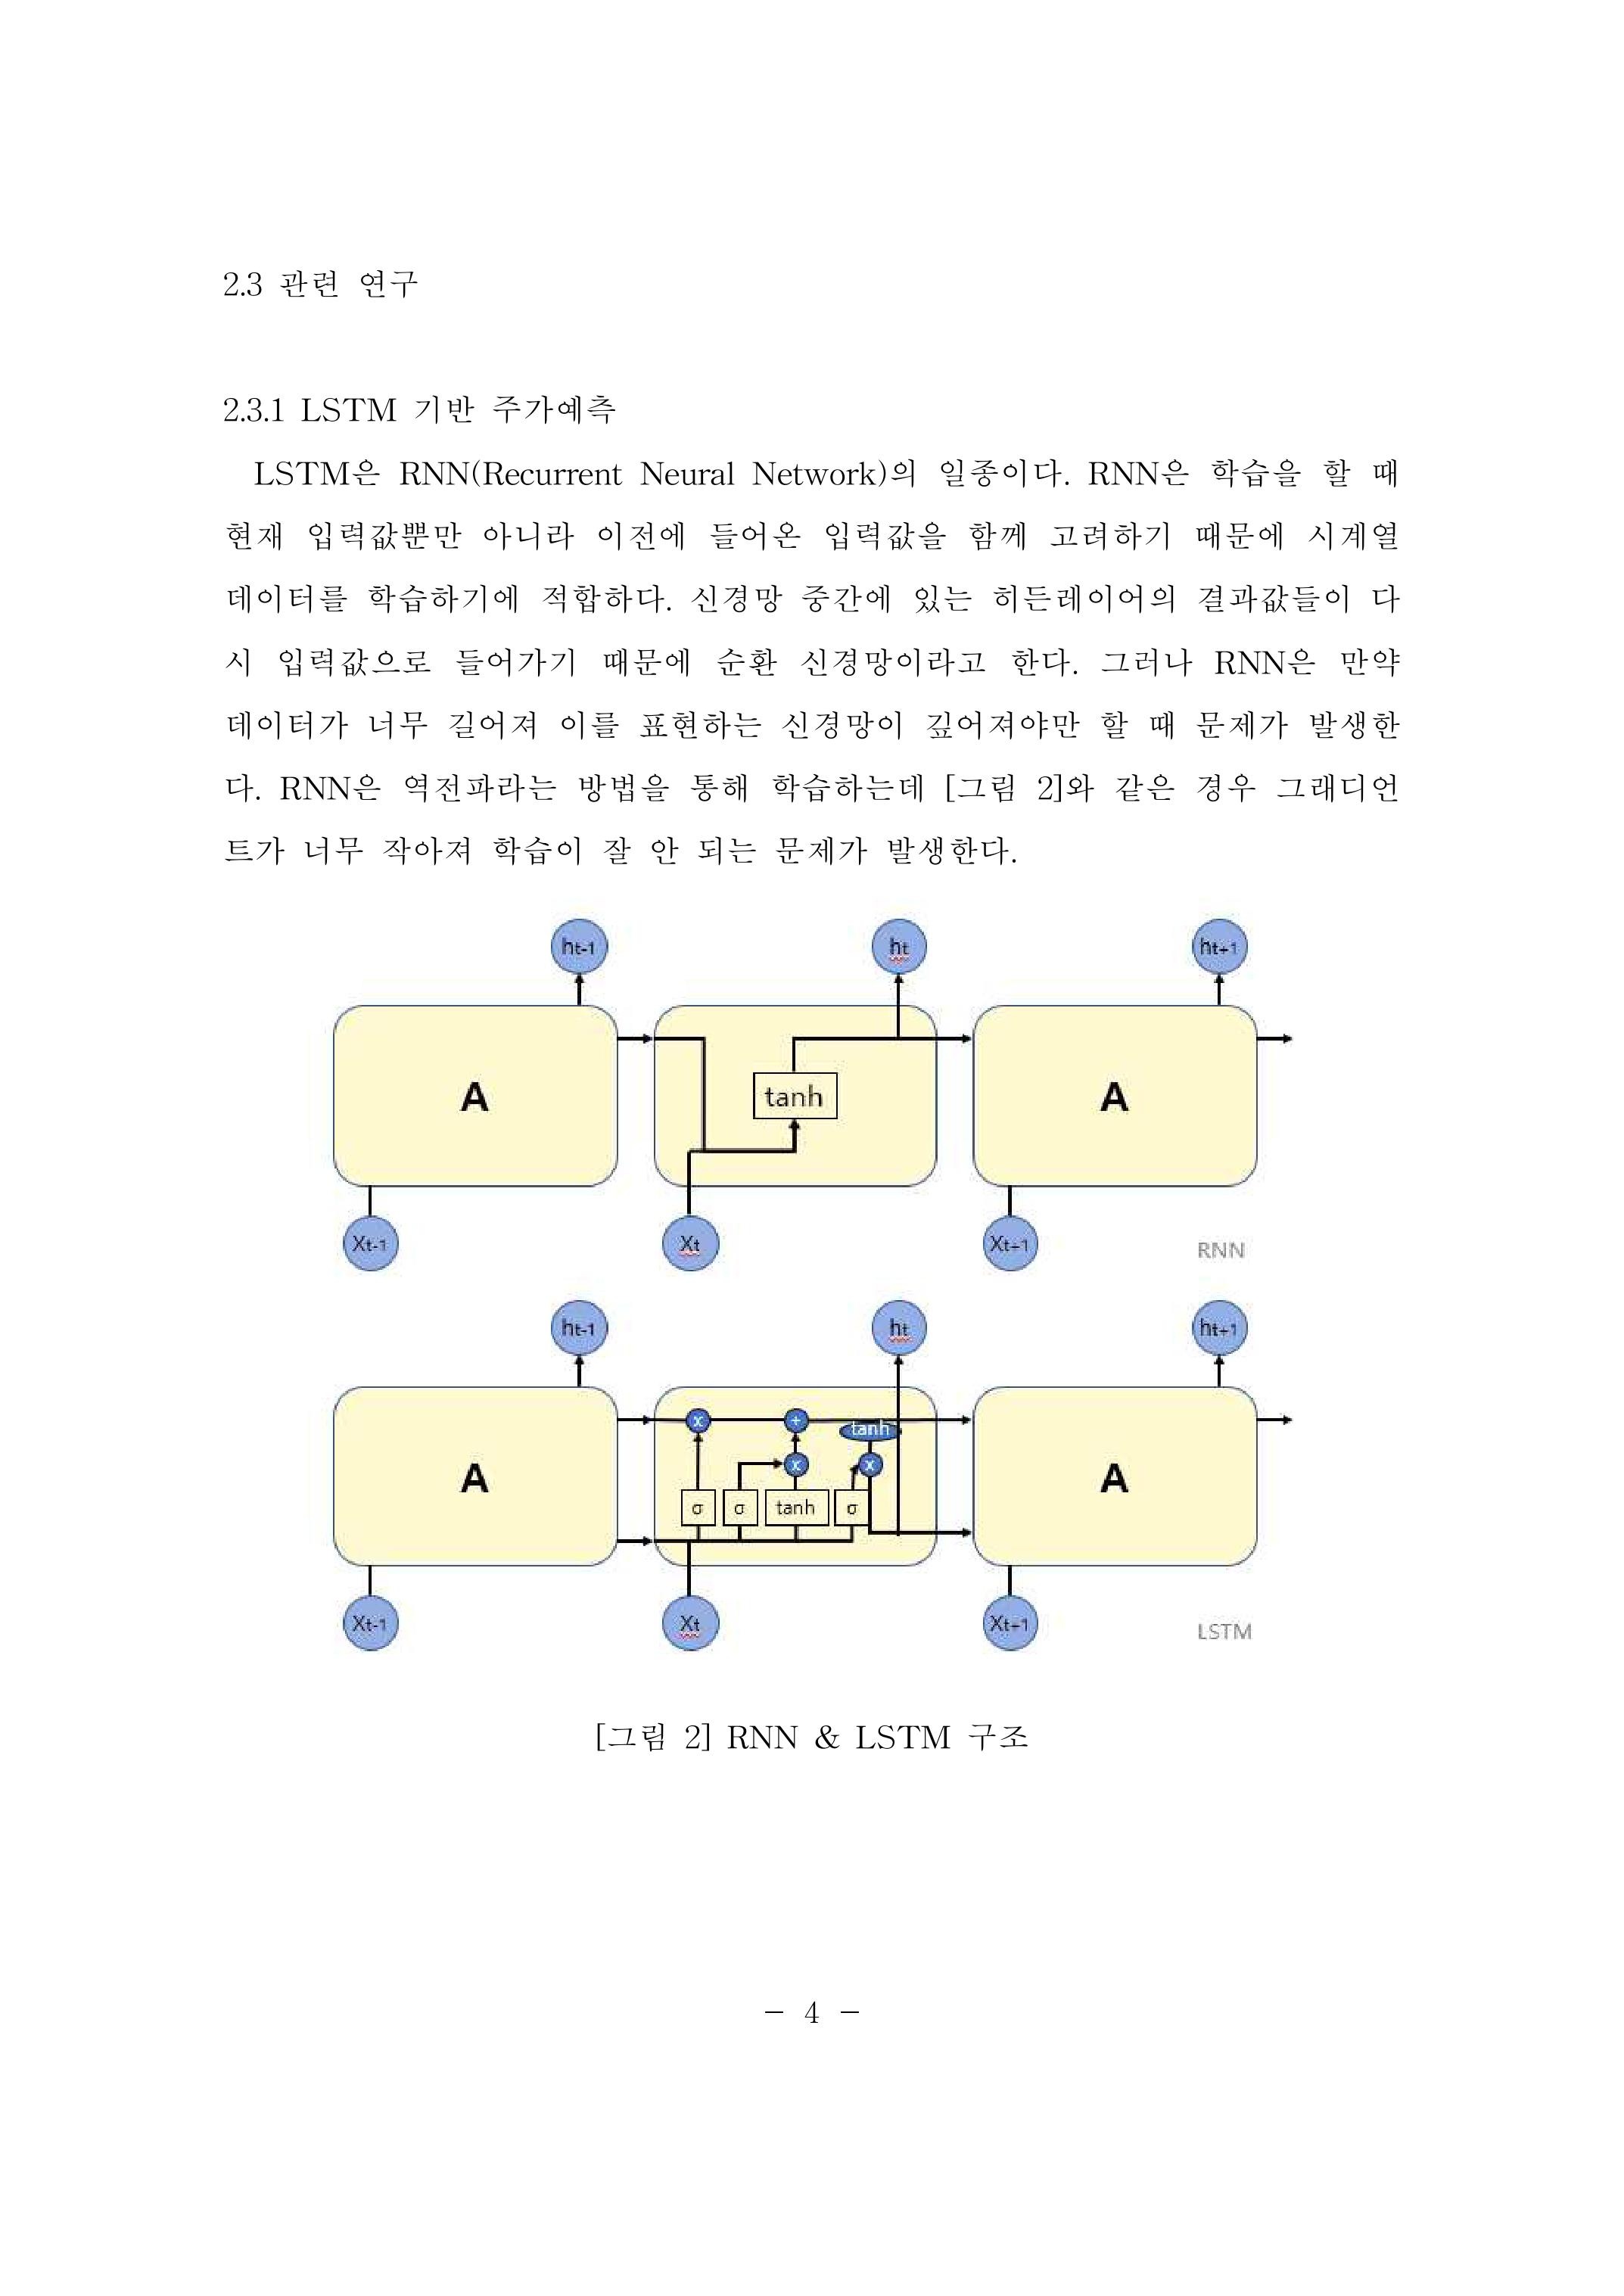 2.3 관련 연구
2.3.1 LSTM 기반 주가예측
LSTM은 RNN(Recurrent Neural Network)의 일종이다. RNN은 학습을 할 때
현재 입력값뿐만 아니라 이전에 들어온 입력값을 함께 고려하기 때문에 시계열
데이터를 학습하기에 적합하다. 신경망 중간에 있는 히든레이어의 결과값들이 다
시 입력값으로 들어가기 때문에 순환 신경망이라고 한다. 그러나 RNN은 만약
데이터가 너무 길어져 이를 표현하는 신경망이 깊어져야만 할 때 문제가 발생한
다. RNN은 역전파라는 방법을 통해 학습하는데 [그림 2]와 같은 경우 그래디언
트가 너무 작아져 학습이 잘 안 되는 문제가 발생한다.
ht-1 ht ht+1
A tanh A
Xt-1 Xt Xt+1 RNN
ht-1 ht ht+1
x + tanh
x x
A σ σ tanh σ A
Xt-1 Xt Xt+1 LSTM
[그림 2] RNN & LSTM 구조
- 4 -